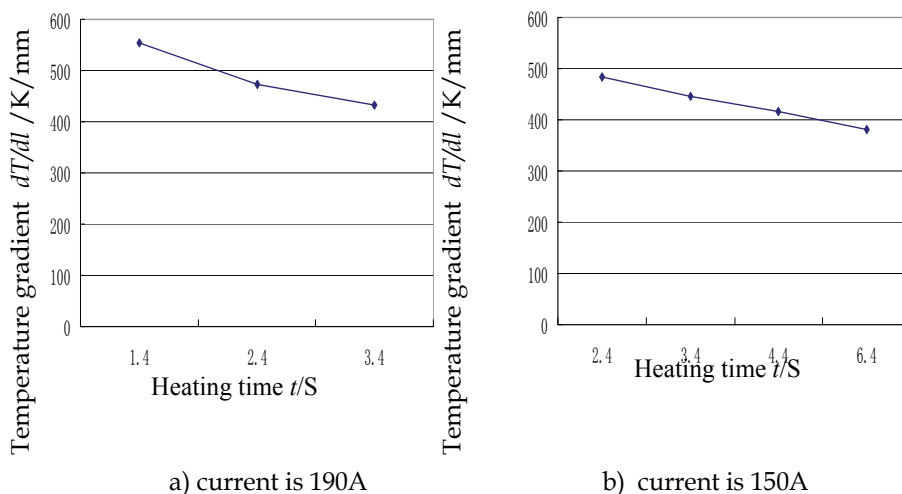 Temperature gradient dT/dl /K/mm
600
500
400
300
200
100
0
1.4 2.4 3.4
Heating time t/S
a) current is 190A
Temperature gradient dT/dl /K/mm
600
500
400
300
200
100
0
2.4 3.4 4.4 6.4
Heating time t/S
b) current is 150A